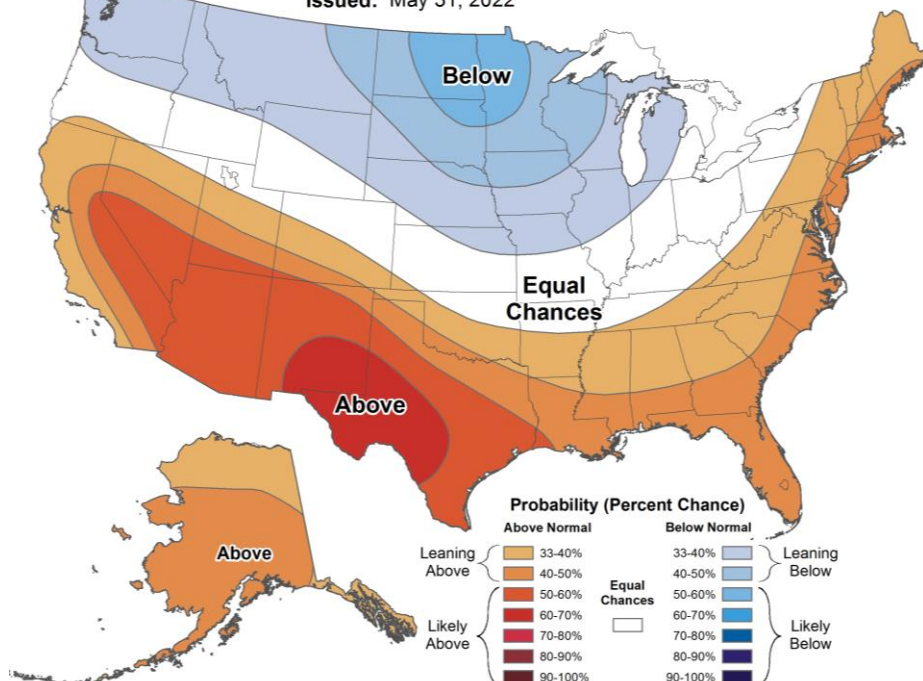 Issued: May 31, 2022
Below
Equal
Chances
Above
Above
Probability (Percent Chance)
Above Normal
Below Normal
Leaning
Above
33-40%
40-50%
Likely
Above
50-60%
60-70%
70-80%
80-90%
90-100%
Equal
Chances
33-40%
40-50%
Leaning
Below
50-60%
60-70%
70-80%
80-90%
90-100%
Likely
Below